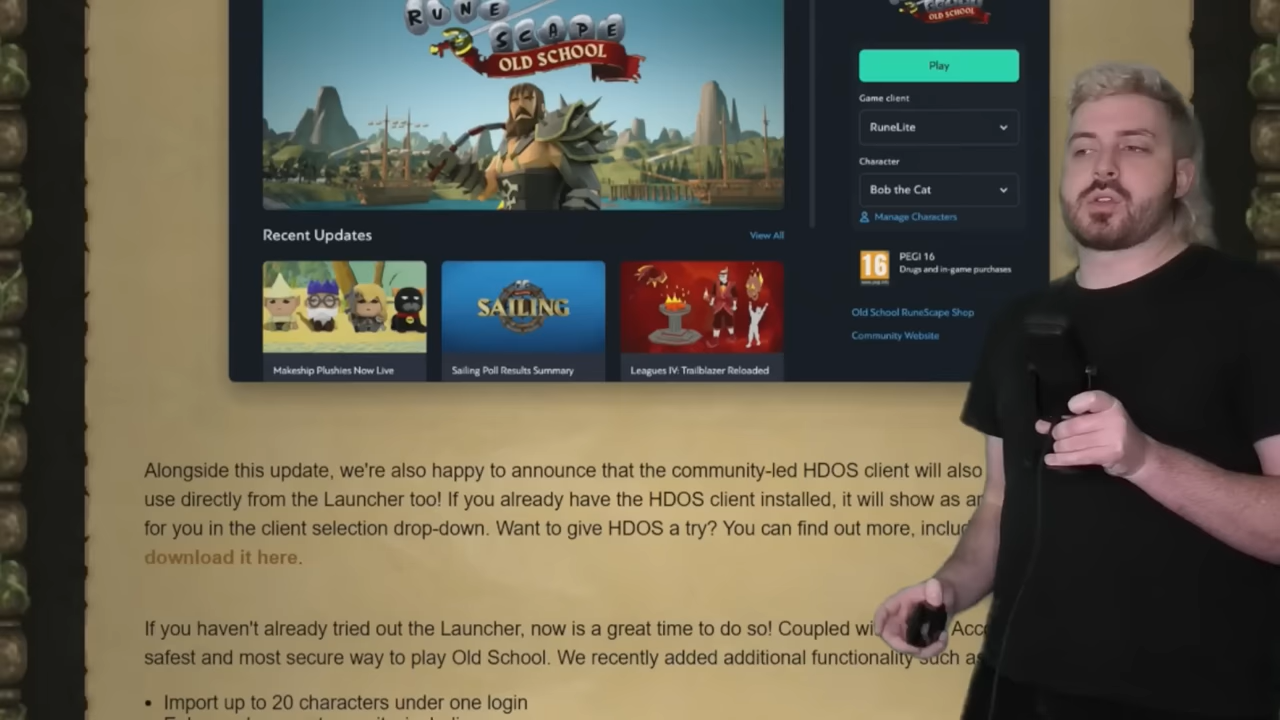 RUNE
SCAPE
OLD SCHOOL
OLD SCHOOL
Play
Game client
RuneLite
Character
Bob the Cat
Manage Characters
16
PEGI 16
Drugs and in-game purchases
Old School RuneScape Shop
Community Website
Recent Updates
View All
SAILING
Makeship Plushies Now Live
Sailing Poll Results Summary
Leagues IV: Trailblazer Reloaded
Alongside this update, we're also happy to announce that the community-led HDOS client will also
use directly from the Launcher too! If you already have the HDOS client installed, it will show as
for you in the client selection drop-down. Want to give HDOS a try? You can find out more,
download it here.
If you haven't already tried out the Launcher, now is a great time to do so! Coupled
safest and most secure way to play Old School. We recently added additional functionality such
• Import up to 20 characters under one login